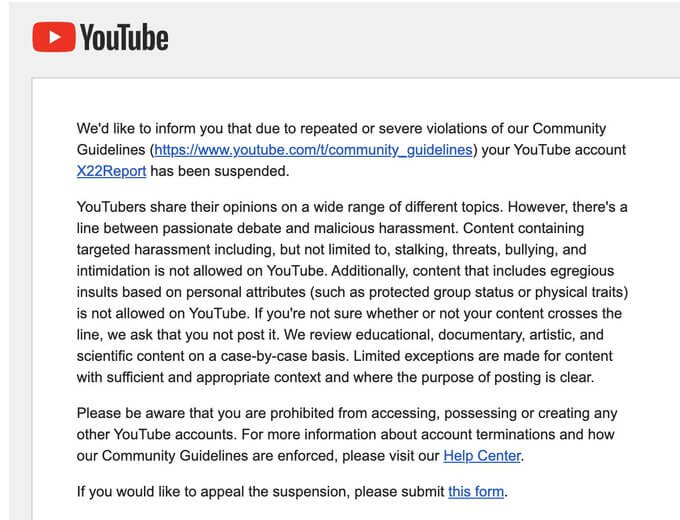 YouTube
We'd like to inform you that due to repeated or severe violations of our Community
Guidelines (https://www.youtube.com/t/community_guidelines) your YouTube account
X22Report has been suspended.
YouTubers share their opinions on a wide range of different topics. However, there's a
line between passionate debate and malicious harassment. Content containing
targeted harassment including, but not limited to, stalking, threats, bullying, and
intimidation is not allowed on YouTube. Additionally, content that includes egregious
insults based on personal attributes (such as protected group status or physical traits)
is not allowed on YouTube. If you're not sure whether or not your content crosses the
line, we ask that you not post it. We review educational, documentary, artistic, and
scientific content on a case-by-case basis. Limited exceptions are made for content
with sufficient and appropriate context and where the purpose of posting is clear.
Please be aware that you are prohibited from accessing, possessing or creating any
other YouTube accounts. For more information about account terminations and how
our Community Guidelines are enforced, please visit our Help Center.
If you would like to appeal the suspension, please submit this form.